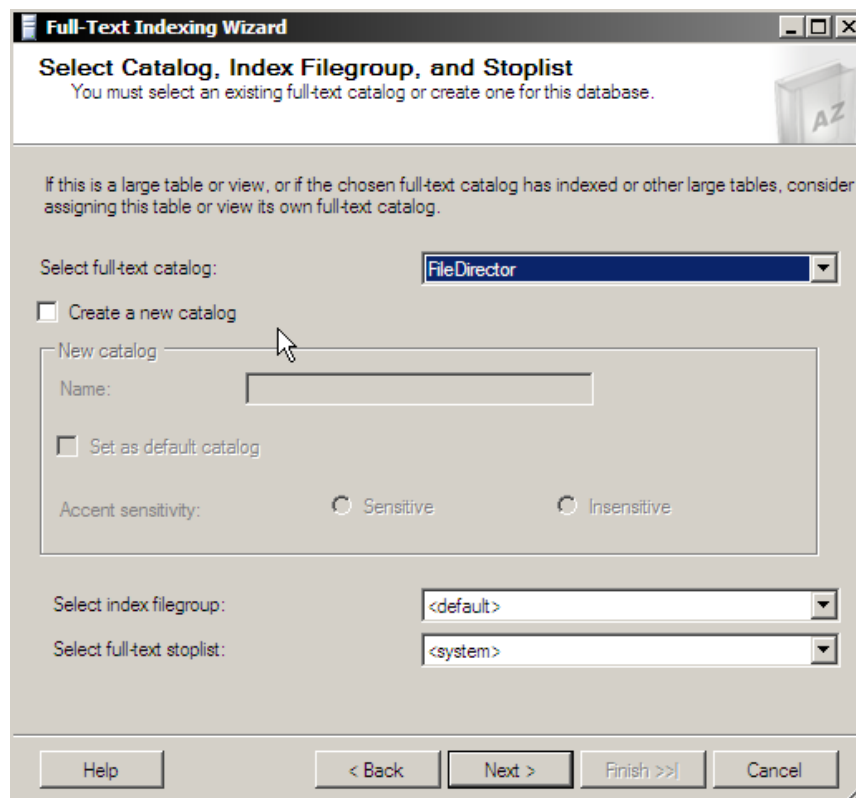 Full-Text Indexing Wizard
Select Catalog, Index Filegroup, and Stoplist
You must select an existing full-text catalog or create one for this database.
AZ
If this is a large table or view, or if the chosen full-text catalog has indexed or other large tables, consider
assigning this table or view its own full-text catalog.
Select full-text catalog: FileDirector
Create a new catalog
New catalog
Name:
Set as default catalog
Accent sensitivity: Sensitive Insensitive
Select index filegroup: <default>
Select full-text stoplist: <system>
Help < Back Next > Finish >>| Cancel